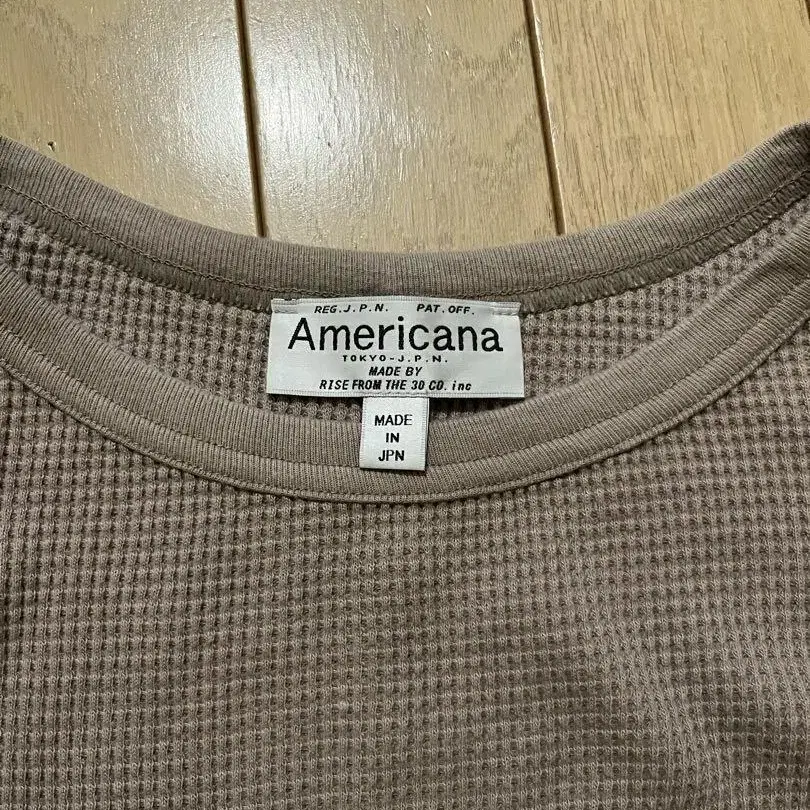 REG.J.P.N. PAT.OFF.
Americana
TOKYO-J.P.N.
MADE BY
RISE FROM THE 30 CO. inc
MADE
IN
JPN